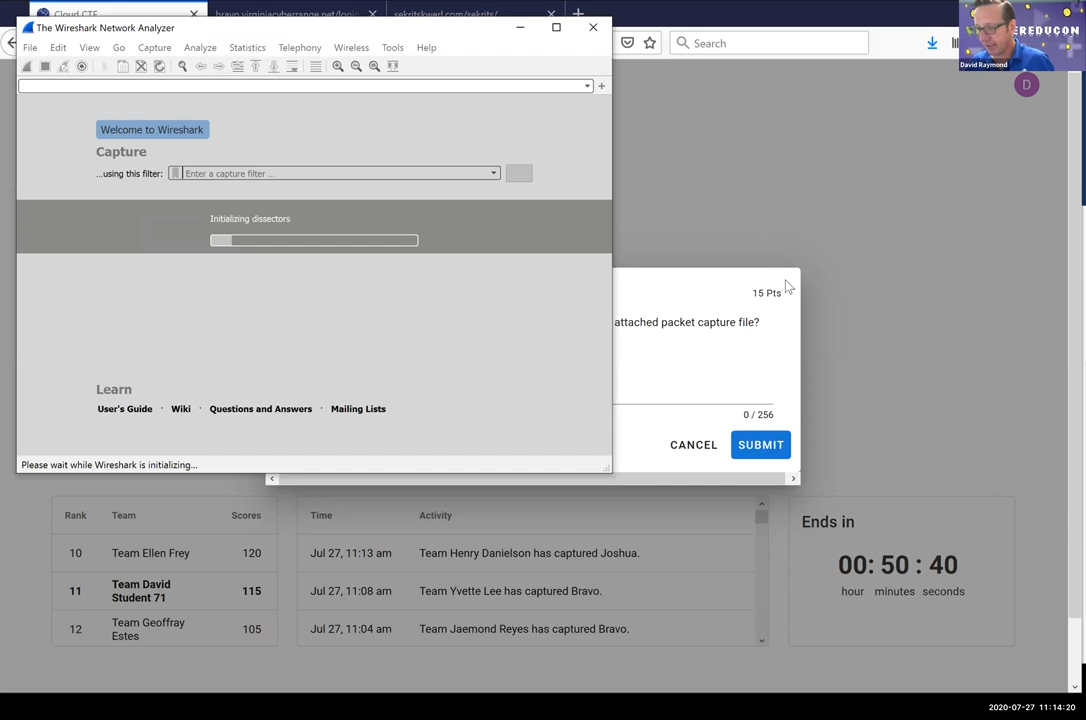 Cloud CTF
bravo.virginiacyberrange.net/login
sekritskwed.com/sekrits/
The Wireshark Network Analyzer
File Edit View Go Capture Analyze Statistics Telephony Wireless Tools Help
Search
EREDUCON
David Raymond
D
Welcome to Wireshark
Capture
...using this filter: Enter a capture filter ...
Initializing dissectors
15 Pts
attached packet capture file?
Learn
User's Guide · Wiki · Questions and Answers · Mailing Lists
0 / 256
CANCEL SUBMIT
Please wait while Wireshark is initializing...
Rank Team Scores
10 Team Ellen Frey 120
11 Team David Student 71 115
12 Team Geoffray Estes 105
Time Activity
Jul 27, 11:13 am Team Henry Danielson has captured Joshua.
Jul 27, 11:08 am Team Yvette Lee has captured Bravo.
Jul 27, 11:04 am Team Jaemond Reyes has captured Bravo.
Ends in
00: 50 : 40
hour minutes seconds
2020-07-27 11:14:20